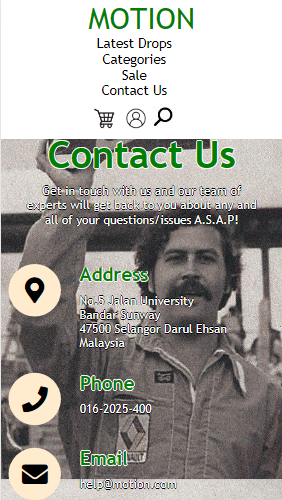 MOTION
Latest Drops
Categories
Sale
Contact Us
Contact Us
Get in touch with us and our team of
experts will get back to you about any and
all of your questions/issues A.S.A.P!
Address
No.5 Jalan University
Bandar Sunway
47500 Selangor Darul Ehsan
Malaysia
Phone
016-2025-400
Email
help@motion.com